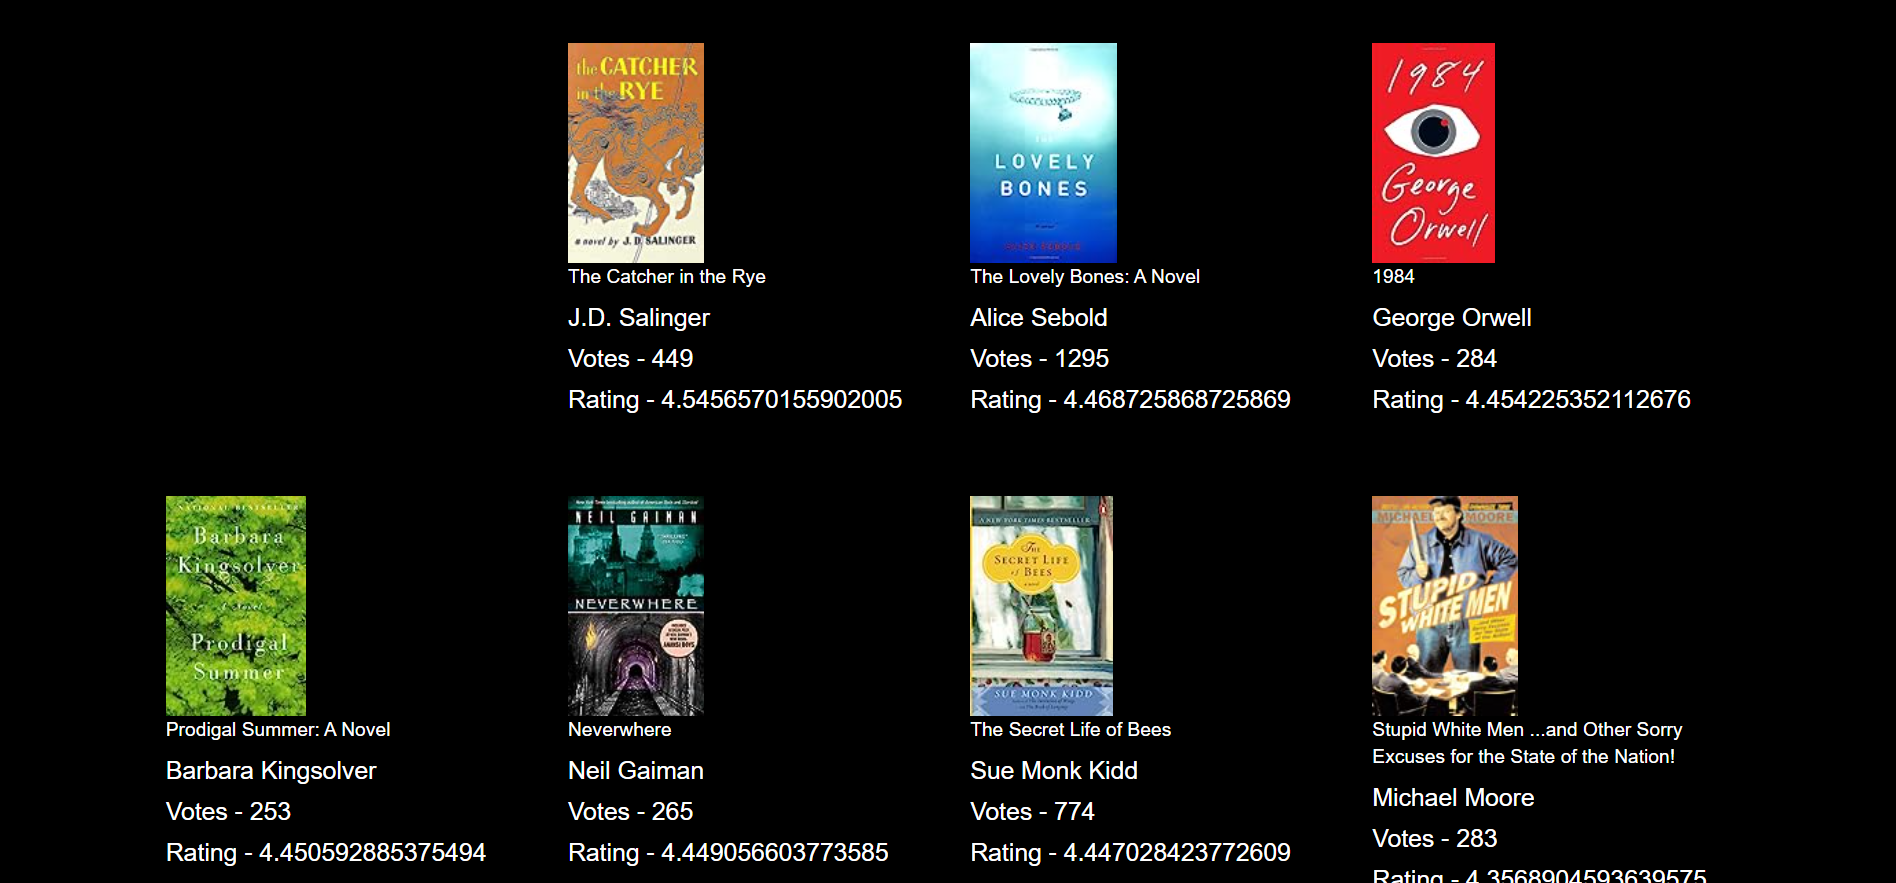 the CATCHER
in the RYE
a novel by J. D. SALINGER
The Catcher in the Rye
J.D. Salinger
Votes - 449
Rating - 4.5456570155902005
LOVELY
BONES
The Lovely Bones: A Novel
Alice Sebold
Votes - 1295
Rating - 4.468725868725869
1984
George
Orwell
1984
George Orwell
Votes - 284
Rating - 4.454225352112676
NATIONAL BESTSELLER
Barbara
Kingsolver
A Novel
Prodigal
Summer
Prodigal Summer: A Novel
Barbara Kingsolver
Votes - 253
Rating - 4.450592885375494
NEIL GAIMAN
NEVERWHERE
Neverwhere
Neil Gaiman
Votes - 265
Rating - 4.449056603773585
A NEW YORK TIMES BESTSELLER
THE
SECRET LIFE
of BEES
a novel
SUE MONK KIDD
The Secret Life of Bees
Sue Monk Kidd
Votes - 774
Rating - 4.447028423772609
MICHAEL MOORE
STUPID
WHITE MEN
Stupid White Men ...and Other Sorry
Excuses for the State of the Nation!
Michael Moore
Votes - 283
Rating - 4.3568904593639575